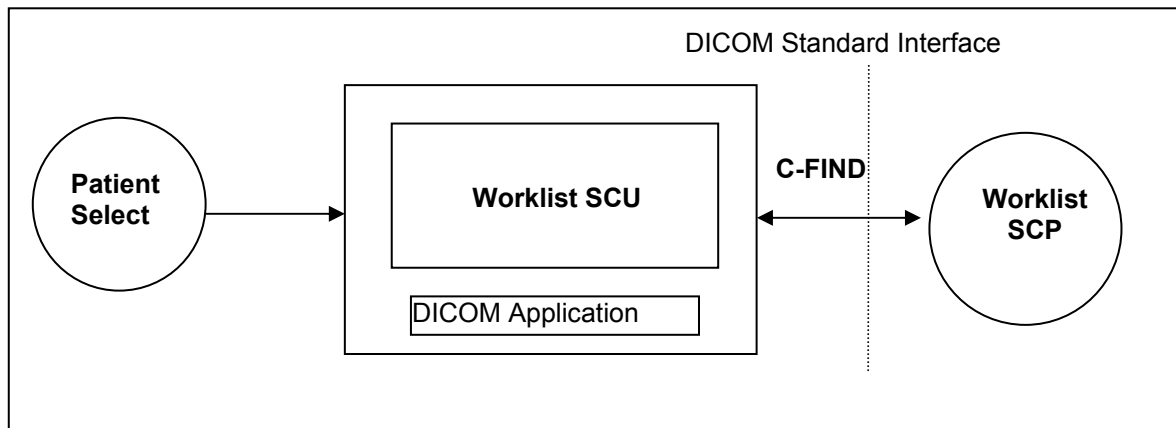 DICOM Standard Interface
Patient
Select
Worklist SCU
DICOM Application
C-FIND
Worklist
SCP